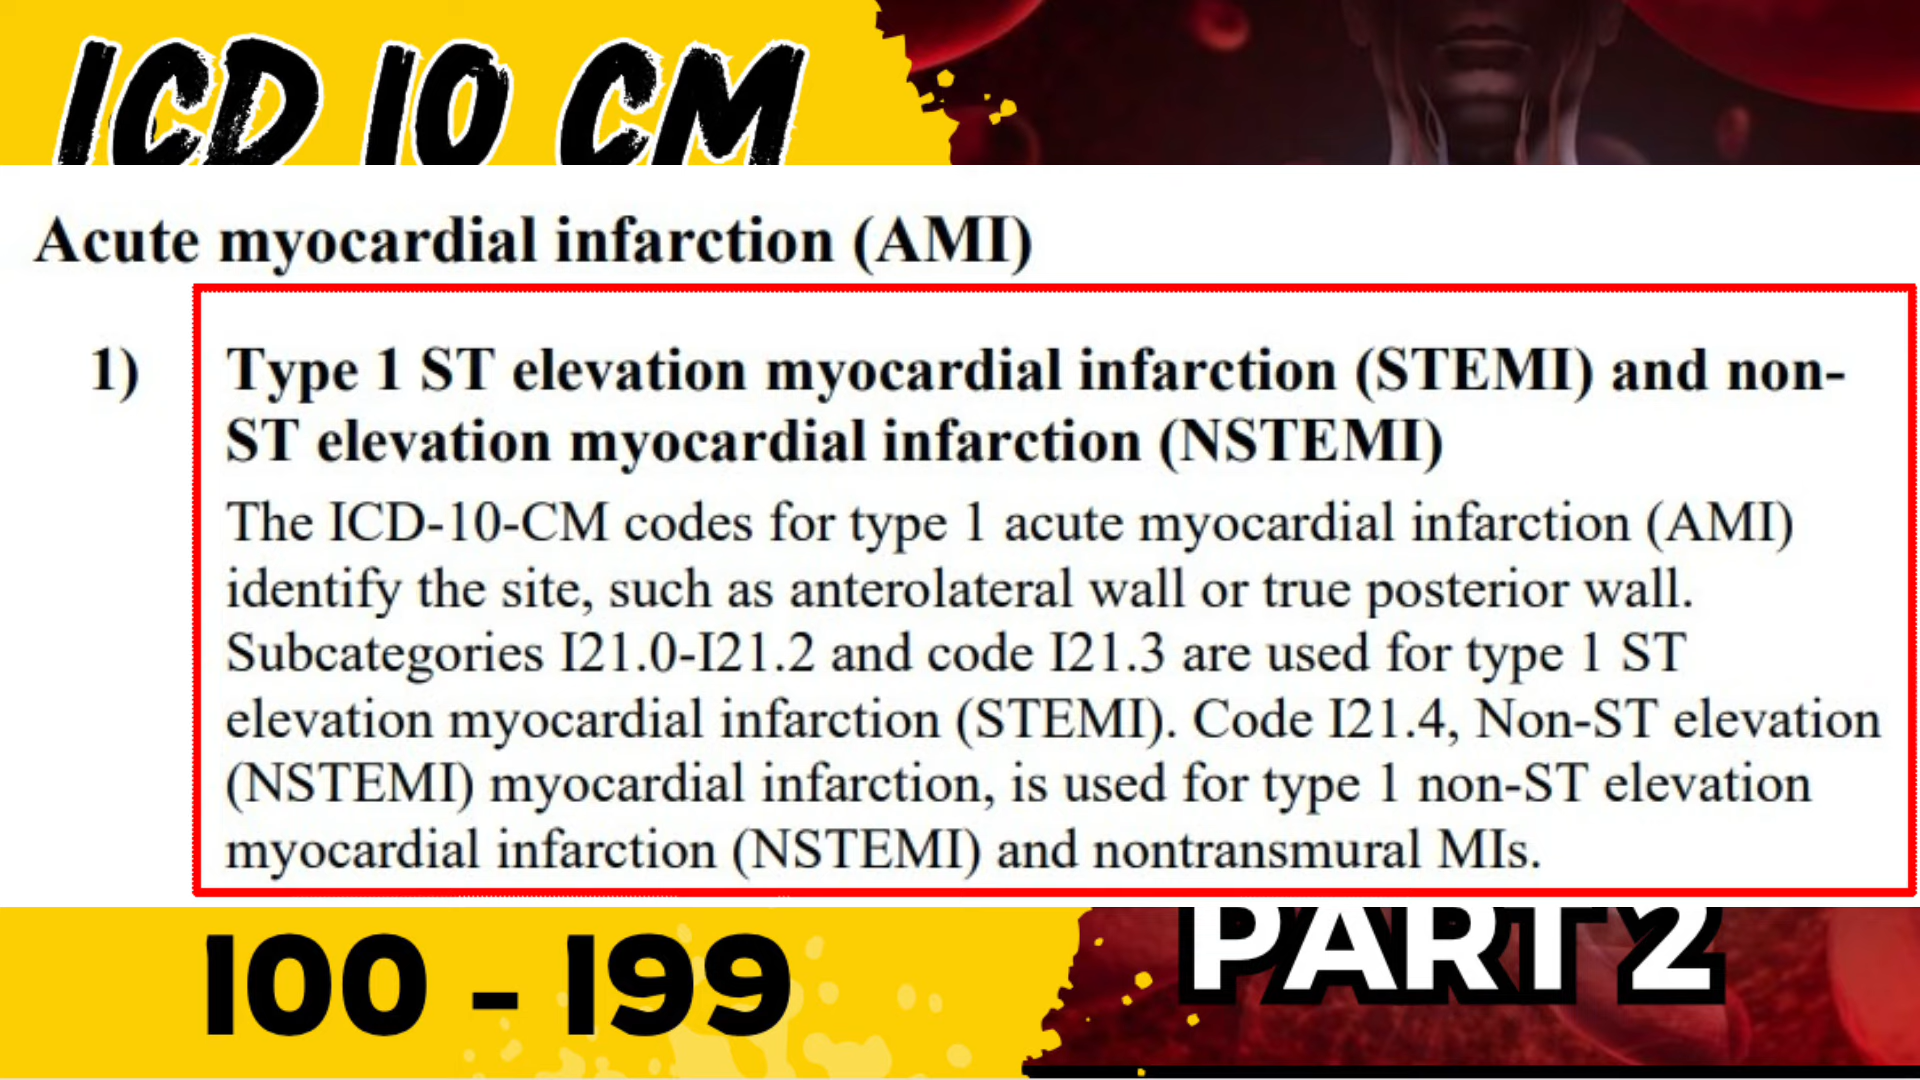 ICD 10 CM
Acute myocardial infarction (AMI)
1) Type 1 ST elevation myocardial infarction (STEMI) and non-
ST elevation myocardial infarction (NSTEMI)
The ICD-10-CM codes for type 1 acute myocardial infarction (AMI)
identify the site, such as anterolateral wall or true posterior wall.
Subcategories I21.0-I21.2 and code I21.3 are used for type 1 ST
elevation myocardial infarction (STEMI). Code I21.4, Non-ST elevation
(NSTEMI) myocardial infarction, is used for type 1 non-ST elevation
myocardial infarction (NSTEMI) and nontransmural MIs.
I00 - I99
PART 2